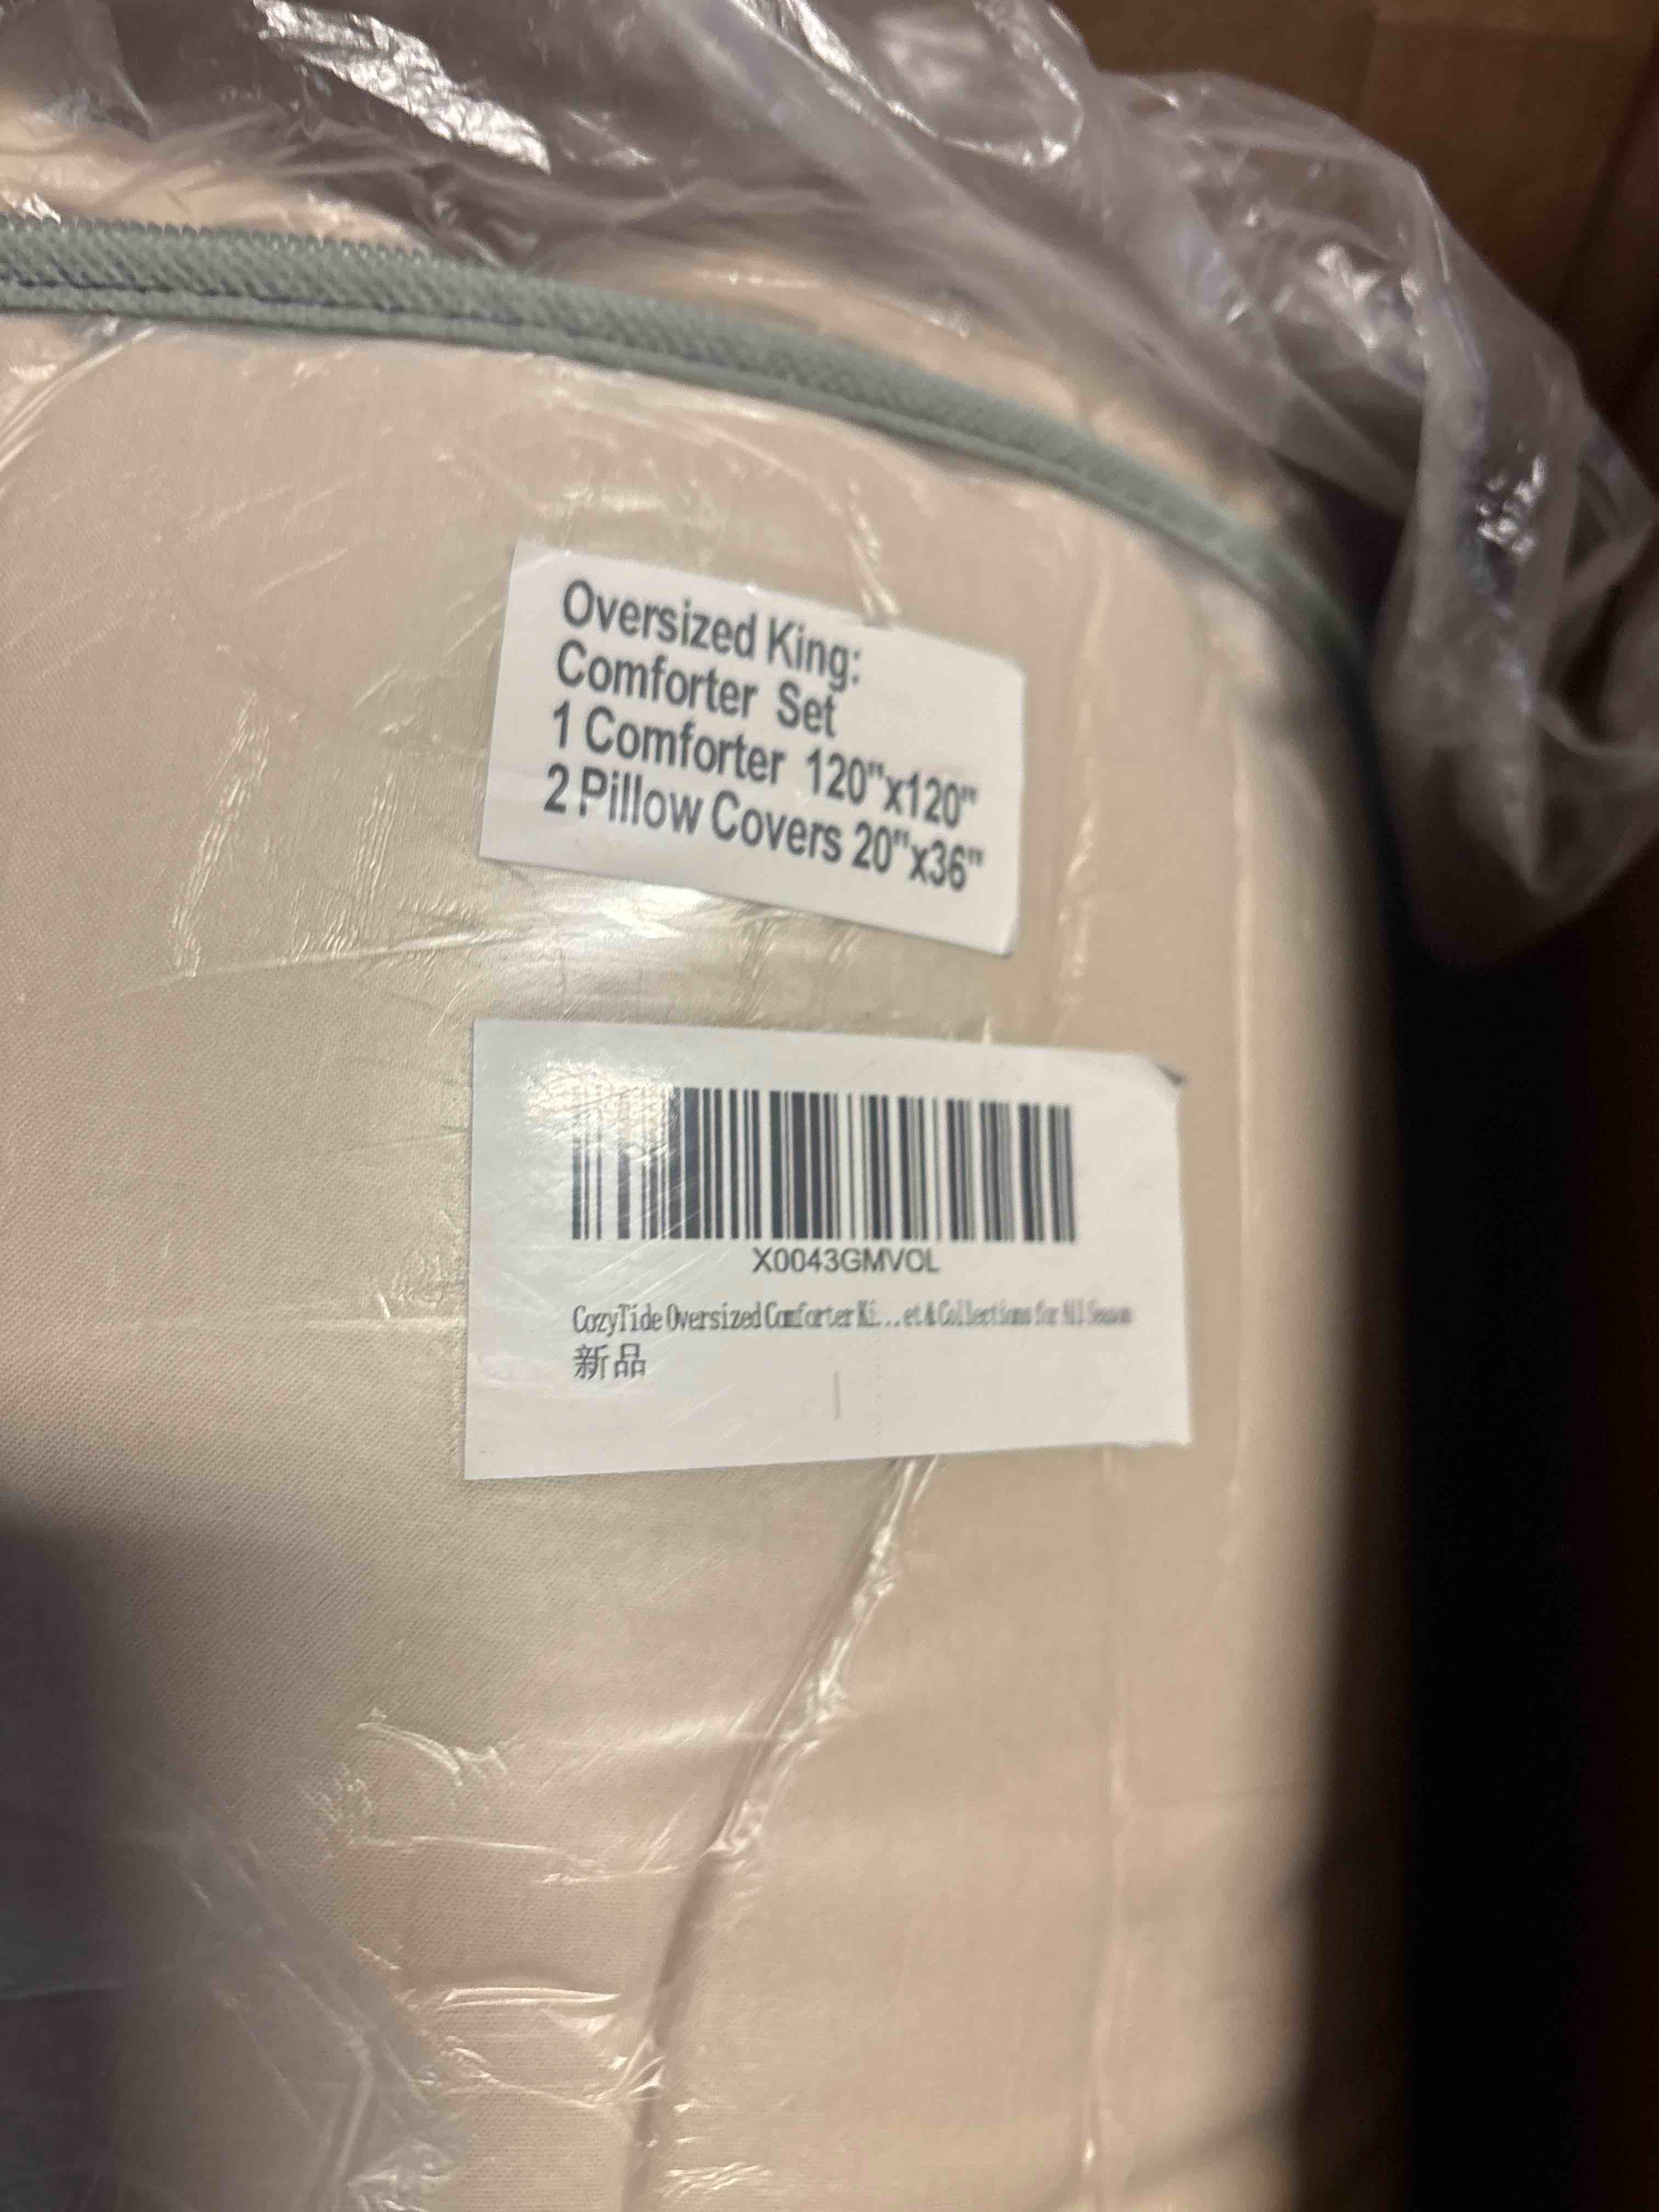 Oversized King:
Comforter Set
1 Comforter 120"x120"
2 Pillow Covers 20"x36"
X0043GMVOL
CozyTide Oversized Comforter Ki...et & Collections for All Season
新品